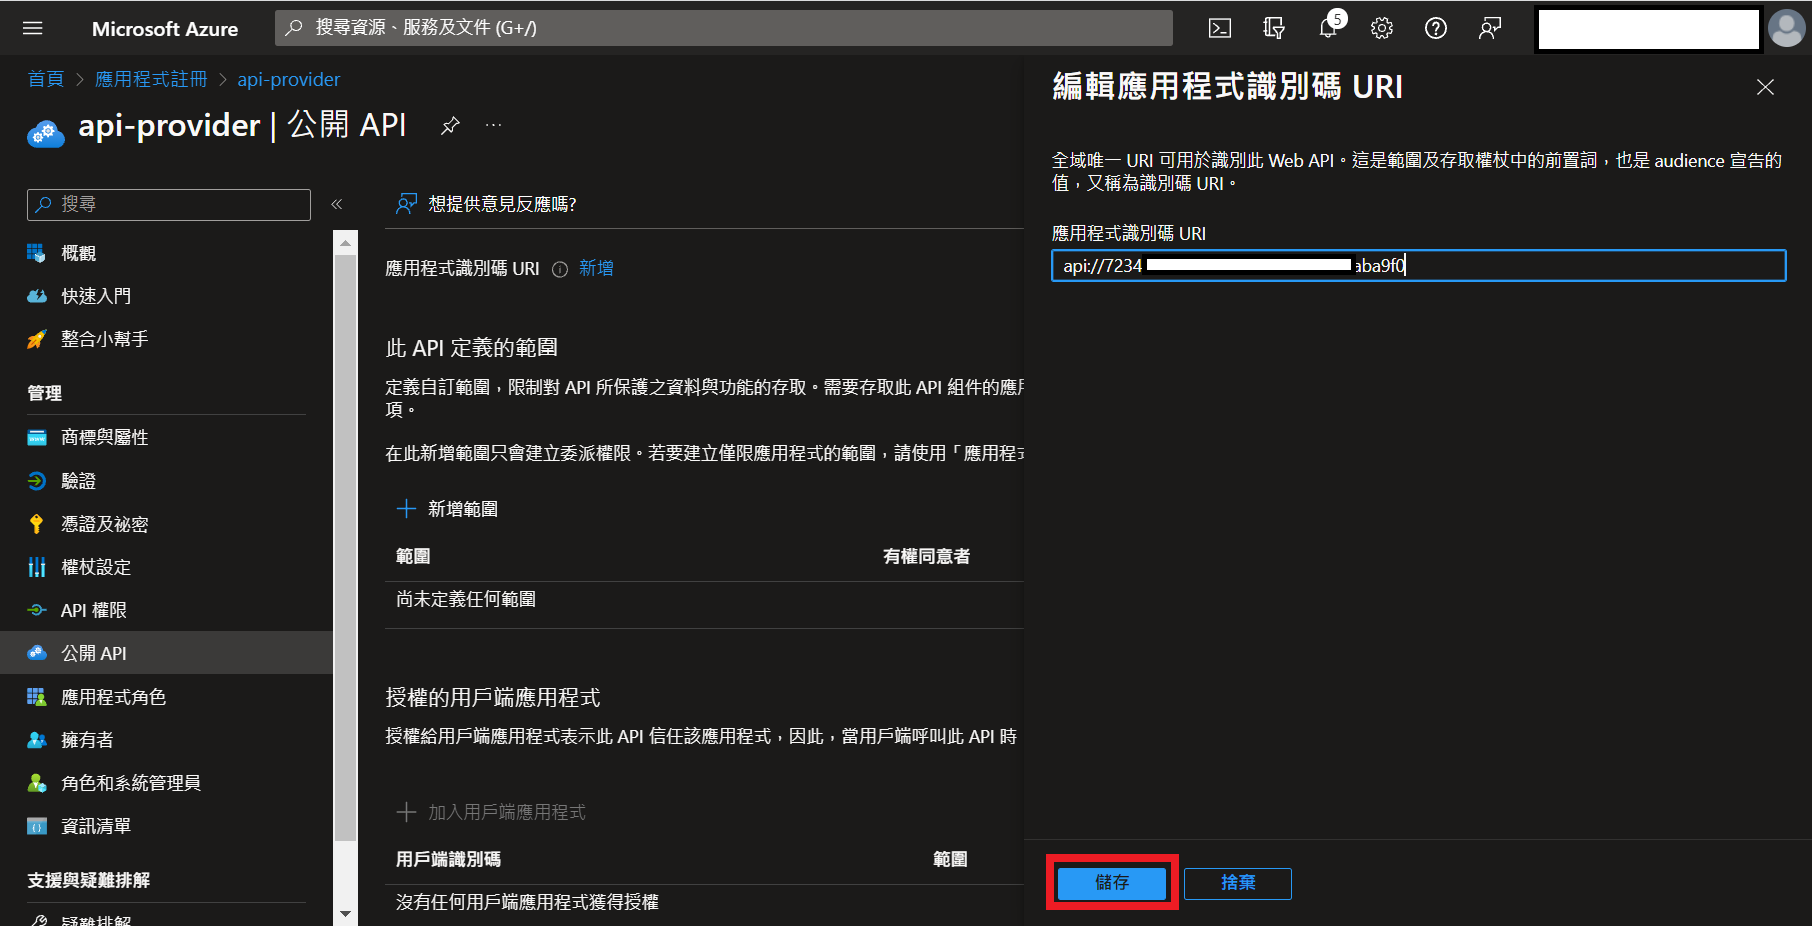 Microsoft Azure
搜尋資源、服務及文件 (G+/)
5
首頁 > 應用程式註冊 > api-provider
api-provider | 公開 API
搜尋
概觀
快速入門
整合小幫手
管理
商標與屬性
驗證
憑證及祕密
權杖設定
API 權限
公開 API
應用程式角色
擁有者
角色和系統管理員
資訊清單
支援與疑難排解
疑難排解
想提供意見反應嗎?
應用程式識別碼 URI 新增
此 API 定義的範圍
定義自訂範圍，限制對 API 所保護之資料與功能的存取。需要存取此 API 組件的應用
項。
在此新增範圍只會建立委派權限。若要建立僅限應用程式的範圍，請使用「應用程式
新增範圍
範圍 有權同意者
尚未定義任何範圍
授權的用戶端應用程式
授權給用戶端應用程式表示此 API 信任該應用程式，因此，當用戶端呼叫此 API 時
加入用戶端應用程式
用戶端識別碼 範圍
沒有任何用戶端應用程式獲得授權
編輯應用程式識別碼 URI
全域唯一 URI 可用於識別此 Web API。這是範圍及存取權杖中的前置詞，也是 audience 宣告的
值，又稱為識別碼 URI。
應用程式識別碼 URI
api://7234 aba9f0
儲存 捨棄